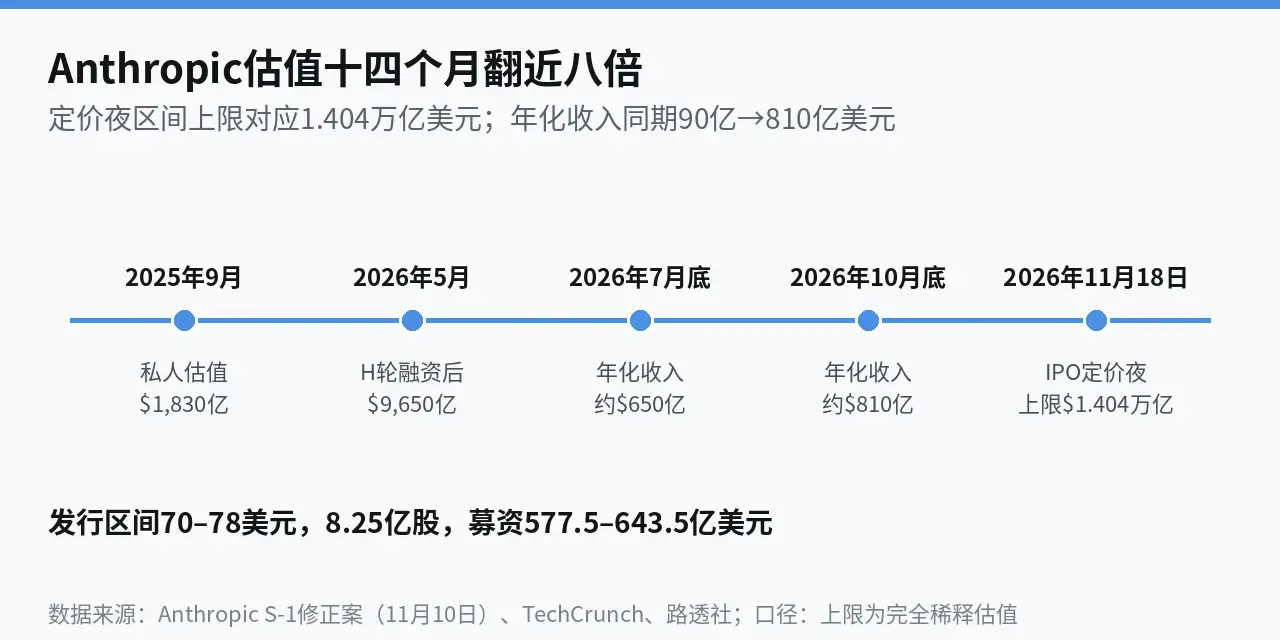 Anthropic估值十四个月翻近八倍
定价夜区间上限对应1.404万亿美元；年化收入同期90亿→810亿美元
2025年9月
2026年5月
2026年7月底
2026年10月底
2026年11月18日
私人估值
$1,830亿
H轮融资后
$9,650亿
年化收入
约$650亿
年化收入
约$810亿
IPO定价夜
上限$1.404万亿
发行区间70–78美元，8.25亿股，募资577.5–643.5亿美元
数据来源：Anthropic S-1修正案（11月10日）、TechCrunch、路透社；口径：上限为完全稀释估值